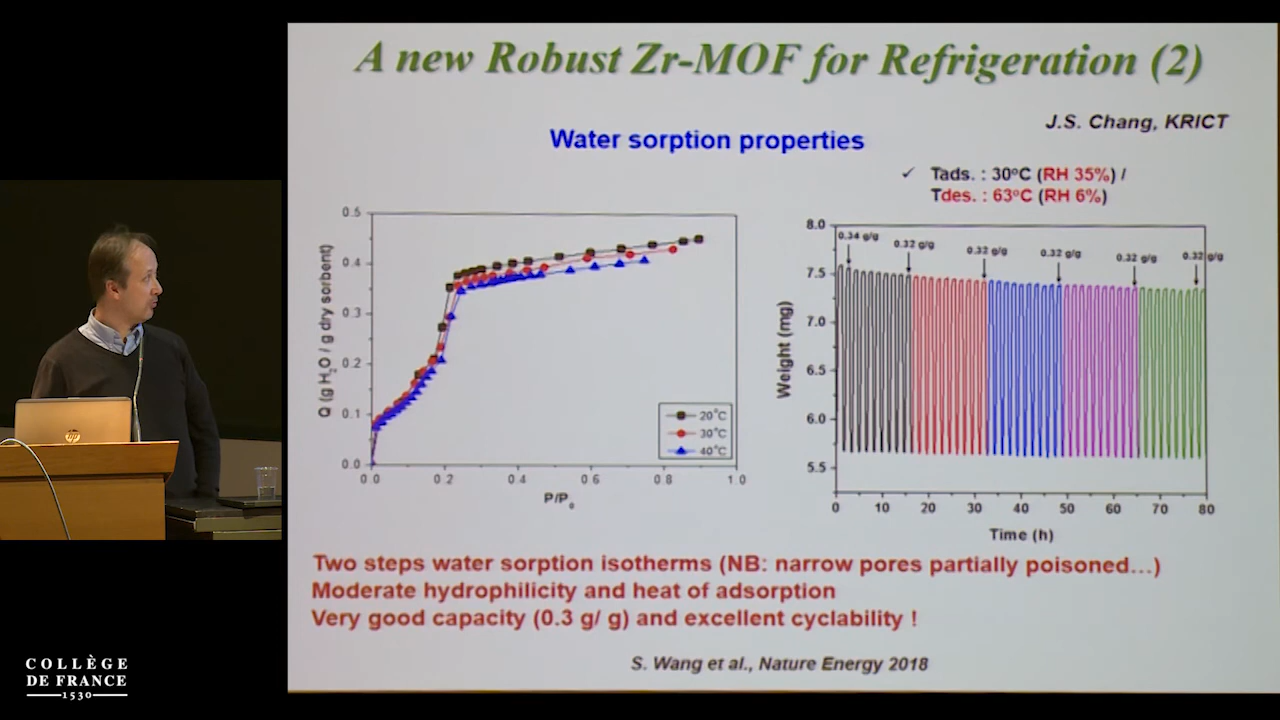 A new Robust Zr-MOF for Refrigeration (2)
J.S. Chang, KRICT
Water sorption properties
✓ Tads. : 30°C (RH 35%) /
Tdes. : 63°C (RH 6%)
Q (g H2O / g dry sorbent)
0.5
0.4
0.3
0.2
0.1
0.0
0.0 0.2 0.4 0.6 0.8 1.0
P/P0
20°C
30°C
40°C
Weight (mg)
8.0
7.5
7.0
6.5
6.0
5.5
0.34 g/g 0.32 g/g 0.32 g/g 0.32 g/g 0.32 g/g 0.32 g/g
0 10 20 30 40 50 60 70 80
Time (h)
Two steps water sorption isotherms (NB: narrow pores partially poisoned...)
Moderate hydrophilicity and heat of adsorption
Very good capacity (0.3 g/ g) and excellent cyclability !
S. Wang et al., Nature Energy 2018
hp
COLLÈGE
DE FRANCE
1530